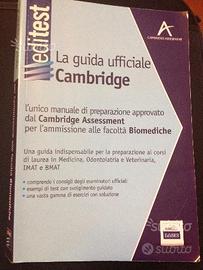 editest
CAMBRIDGE ASSESSMENT
La guida ufficiale
Cambridge
l'unico manuale di preparazione approvato
dal Cambridge Assessment
per l'ammissione alle facoltà Biomediche
Una guida indispensabile per la preparazione ai corsi
di laurea in Medicina, Odontoiatria e Veterinaria,
IMAT e BMAT
• comprende i consigli degli esaminatori ufficiali
• esempi di test con svolgimento guidato
• una vasta gamma di esercizi con soluzione
EdiSES
subito